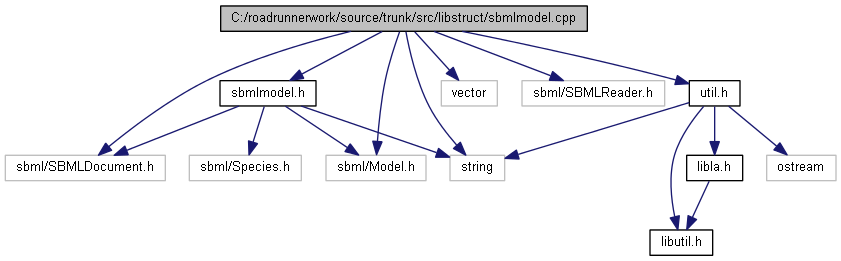 C:/roadrunnerwork/source/trunk/src/libstruct/sbmlmodel.cpp
sbmlmodel.h
vector
sbml/SBMLReader.h
util.h
sbml/SBMLDocument.h
sbml/Species.h
sbml/Model.h
string
libla.h
ostream
libutil.h